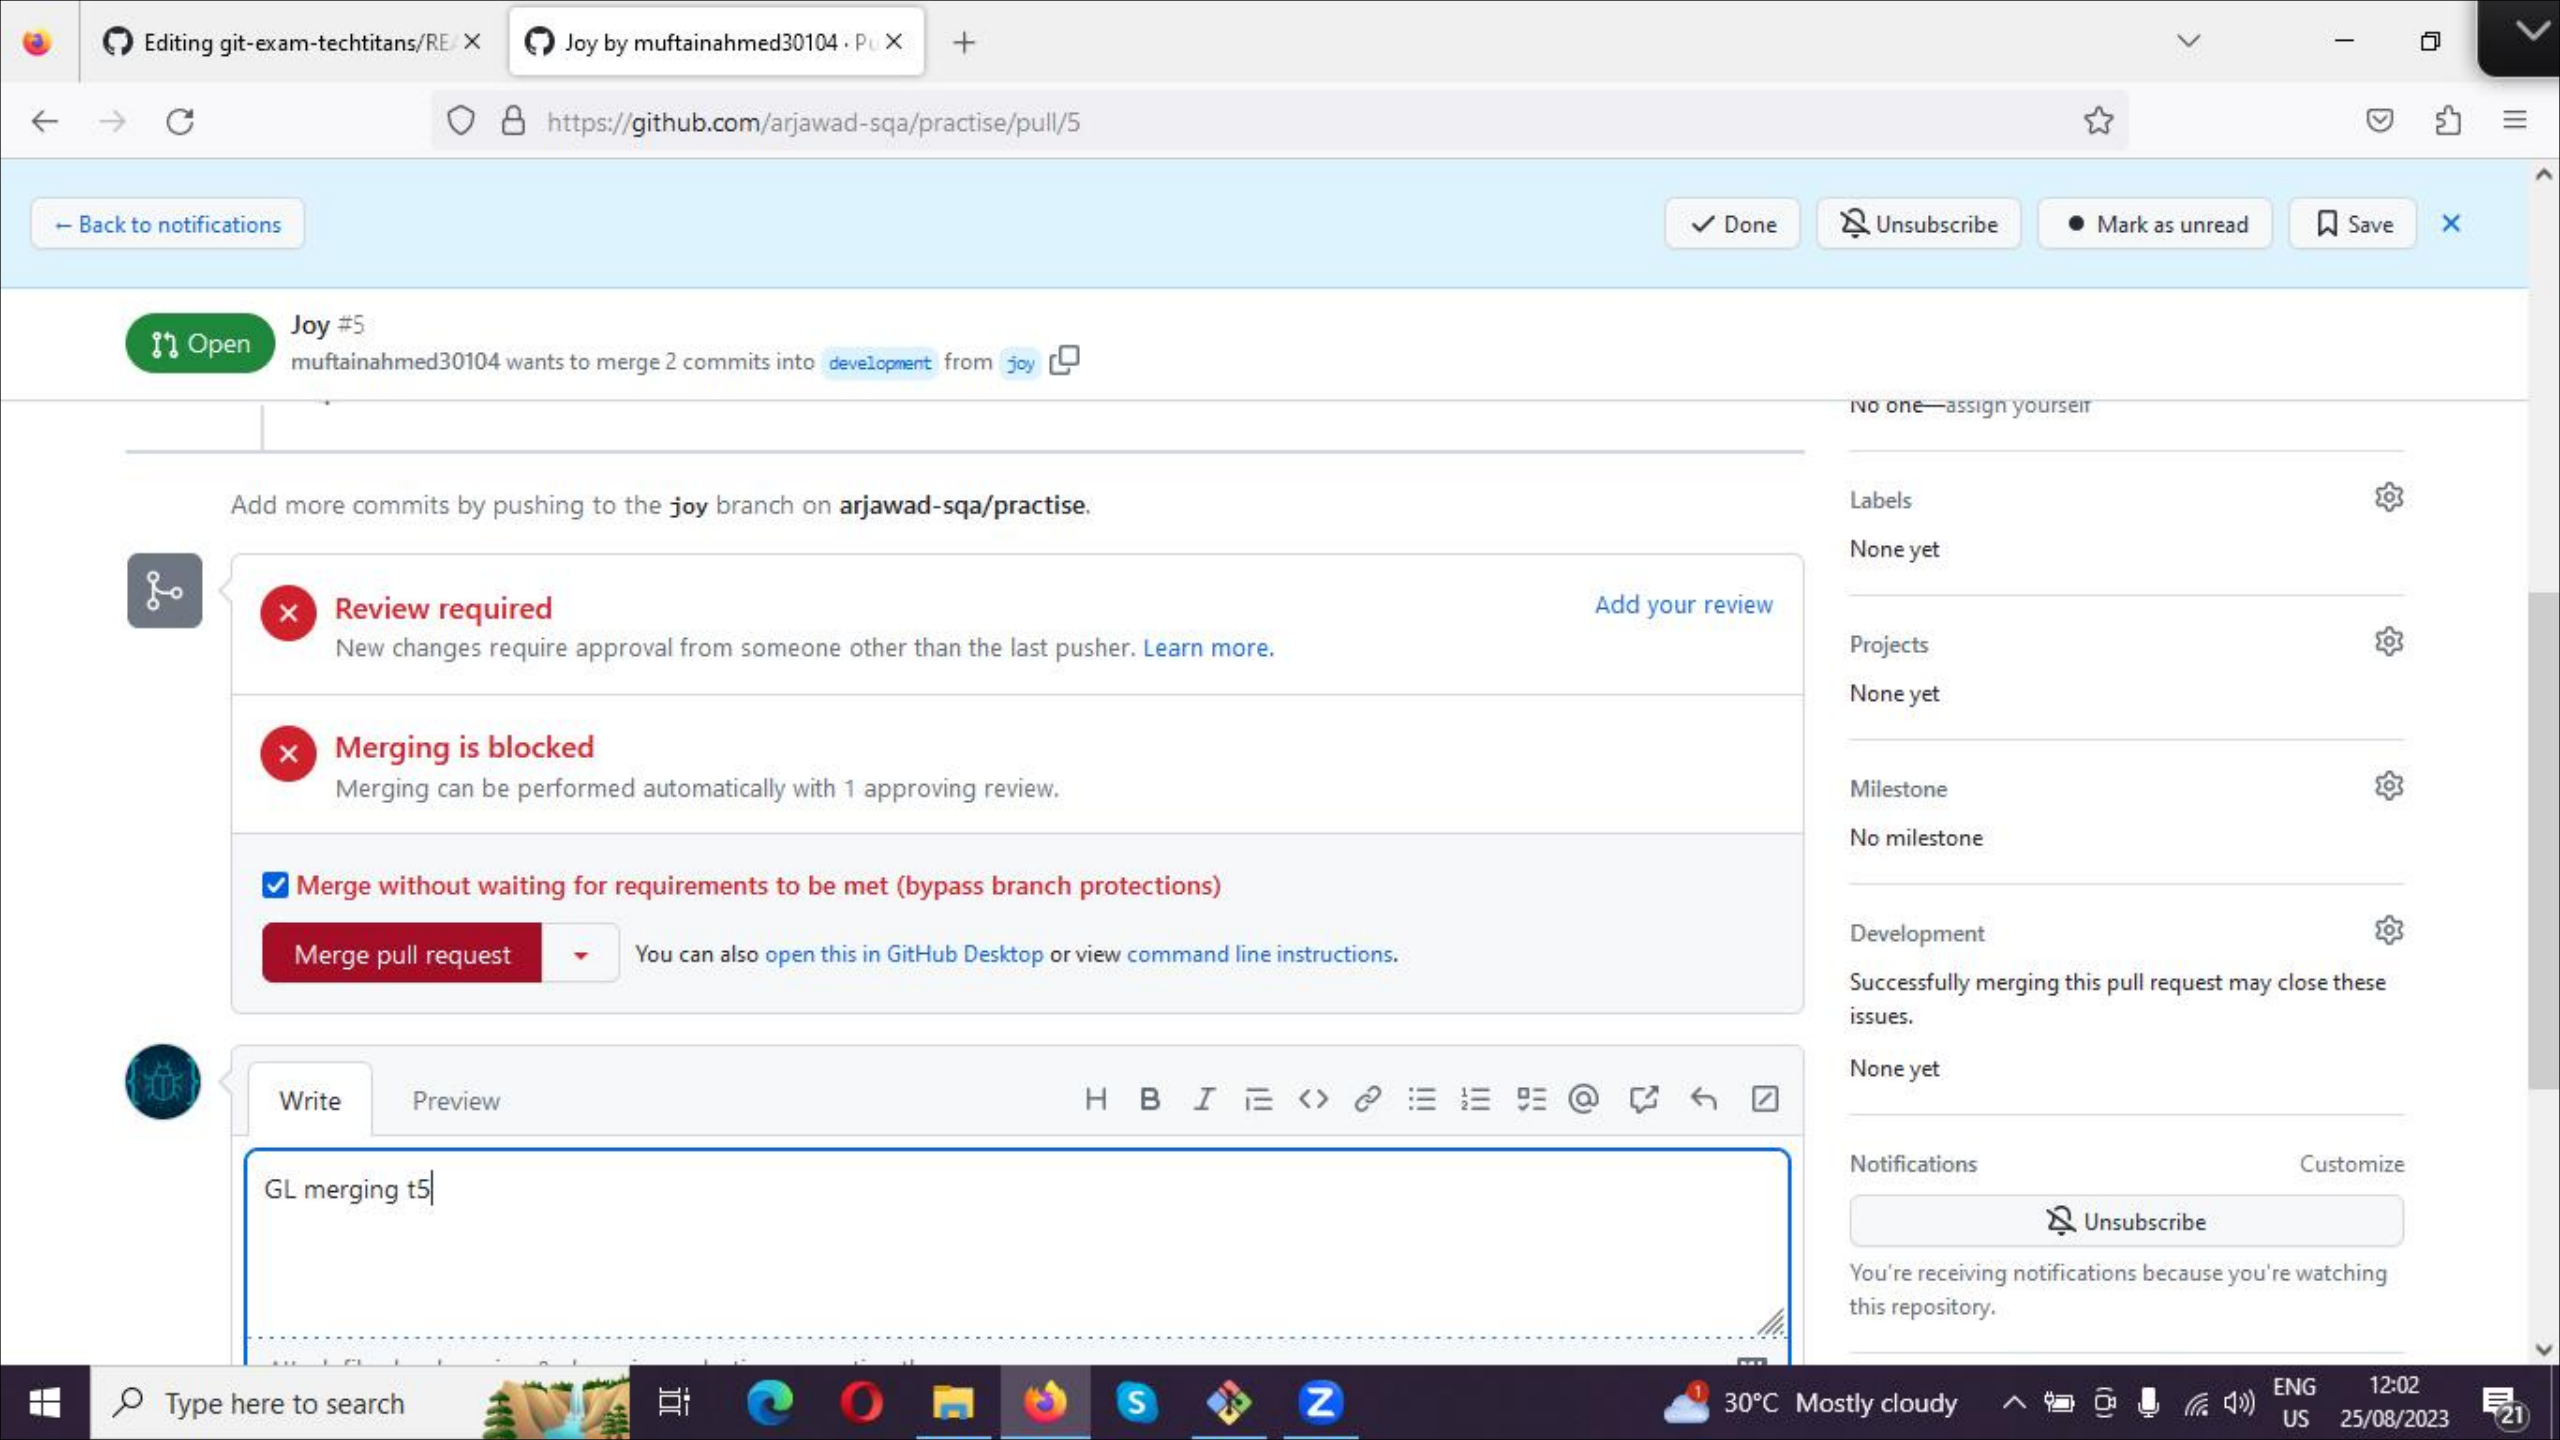 Editing git-exam-techtitans/REA
Joy by muftainahmed30104 · Pu
https://github.com/arjawad-sqa/practise/pull/5
← Back to notifications
Done
Unsubscribe
Mark as unread
Save
Open
Joy #5
muftainahmed30104 wants to merge 2 commits into development from joy
No one—assign yourself
Add more commits by pushing to the joy branch on arjawad-sqa/practise.
Labels
None yet
Review required
Add your review
New changes require approval from someone other than the last pusher. Learn more.
Projects
None yet
Merging is blocked
Merging can be performed automatically with 1 approving review.
Milestone
No milestone
Merge without waiting for requirements to be met (bypass branch protections)
Merge pull request
You can also open this in GitHub Desktop or view command line instructions.
Development
Successfully merging this pull request may close these
issues.
None yet
Write
Preview
GL merging t5
Notifications
Customize
Unsubscribe
You're receiving notifications because you're watching
this repository.
Type here to search
1
30°C Mostly cloudy
ENG
US
12:02
25/08/2023
21